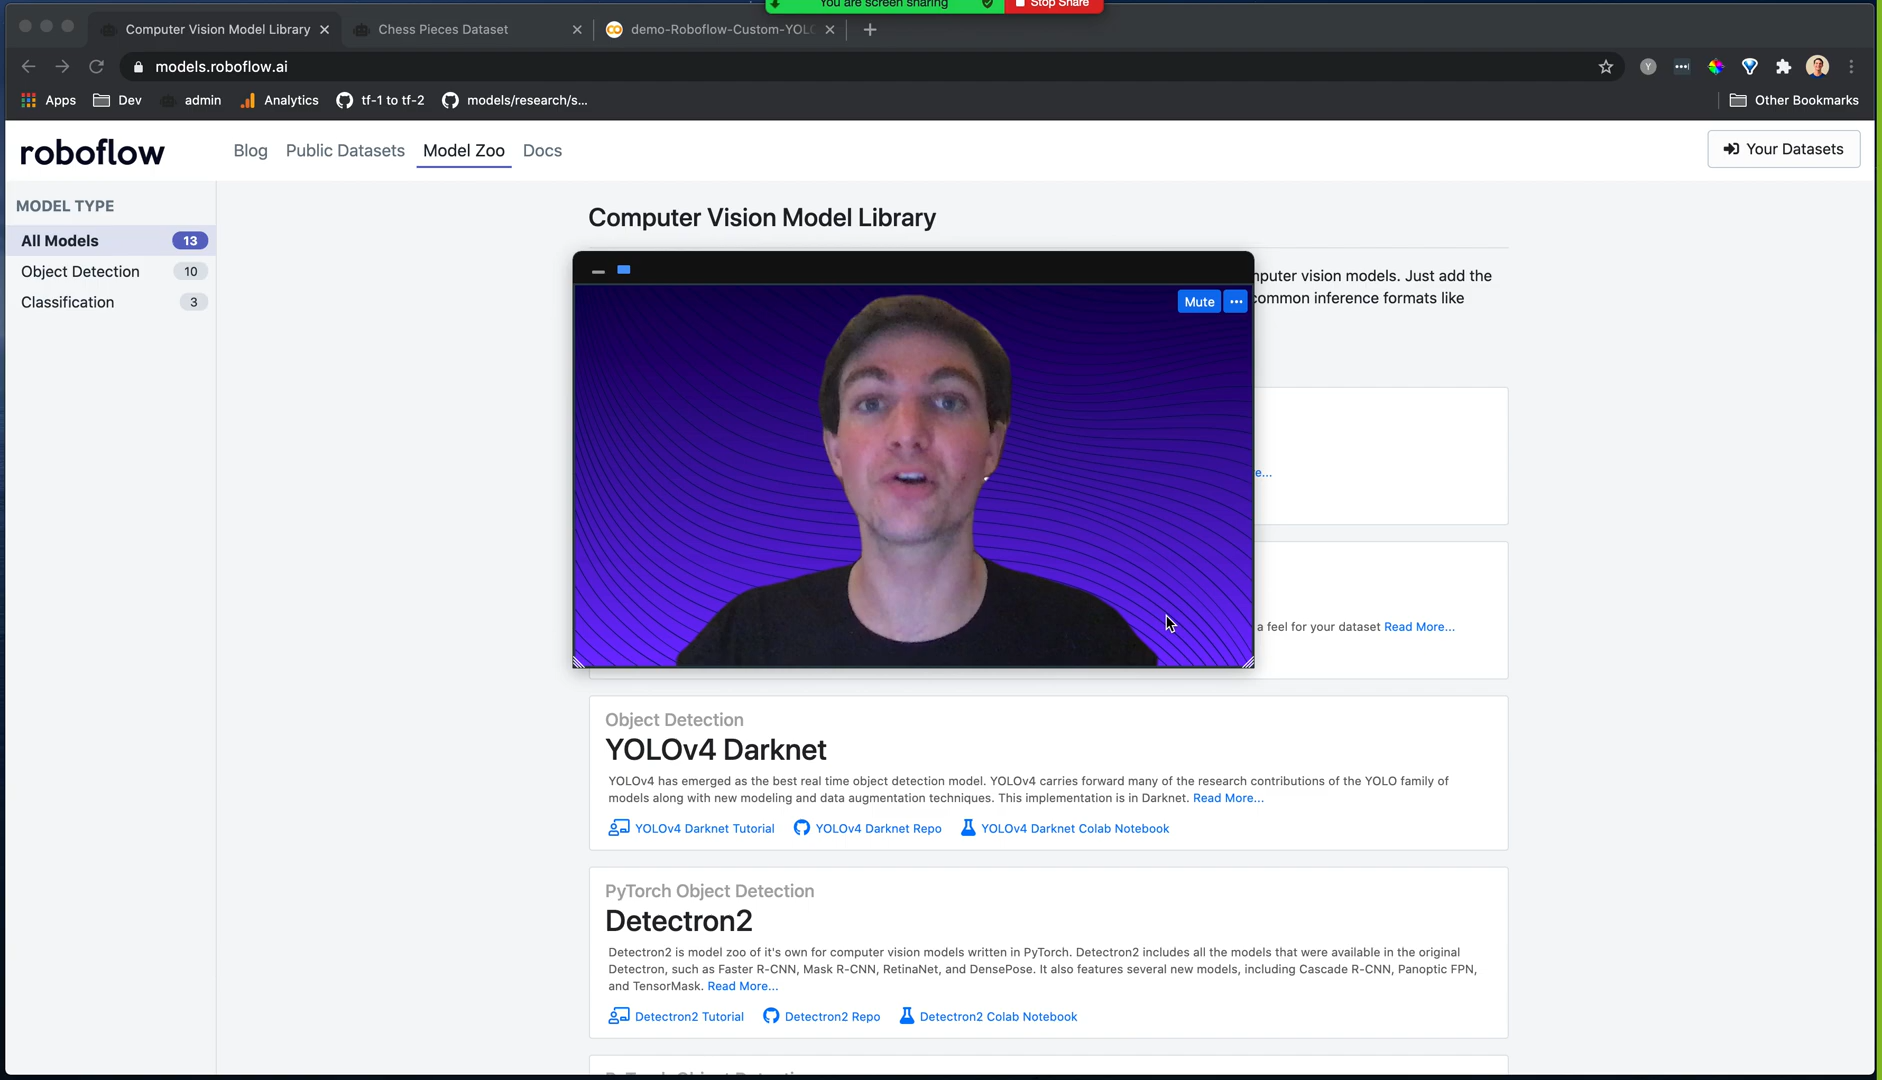 You are screen sharing
Stop Share
Computer Vision Model Library
Chess Pieces Dataset
demo-Roboflow-Custom-YOL
models.roboflow.ai
Y
Apps
Dev
admin
Analytics
tf-1 to tf-2
models/research/s...
Other Bookmarks
roboflow
Blog
Public Datasets
Model Zoo
Docs
Your Datasets
MODEL TYPE
All Models 13
Object Detection 10
Classification 3
Computer Vision Model Library
computer vision models. Just add the
common inference formats like
Mute
e...
a feel for your dataset Read More...
Object Detection
YOLOv4 Darknet
YOLOv4 has emerged as the best real time object detection model. YOLOv4 carries forward many of the research contributions of the YOLO family of
models along with new modeling and data augmentation techniques. This implementation is in Darknet. Read More...
YOLOv4 Darknet Tutorial
YOLOv4 Darknet Repo
YOLOv4 Darknet Colab Notebook
PyTorch Object Detection
Detectron2
Detectron2 is model zoo of it's own for computer vision models written in PyTorch. Detectron2 includes all the models that were available in the original
Detectron, such as Faster R-CNN, Mask R-CNN, RetinaNet, and DensePose. It also features several new models, including Cascade R-CNN, Panoptic FPN,
and TensorMask. Read More...
Detectron2 Tutorial
Detectron2 Repo
Detectron2 Colab Notebook